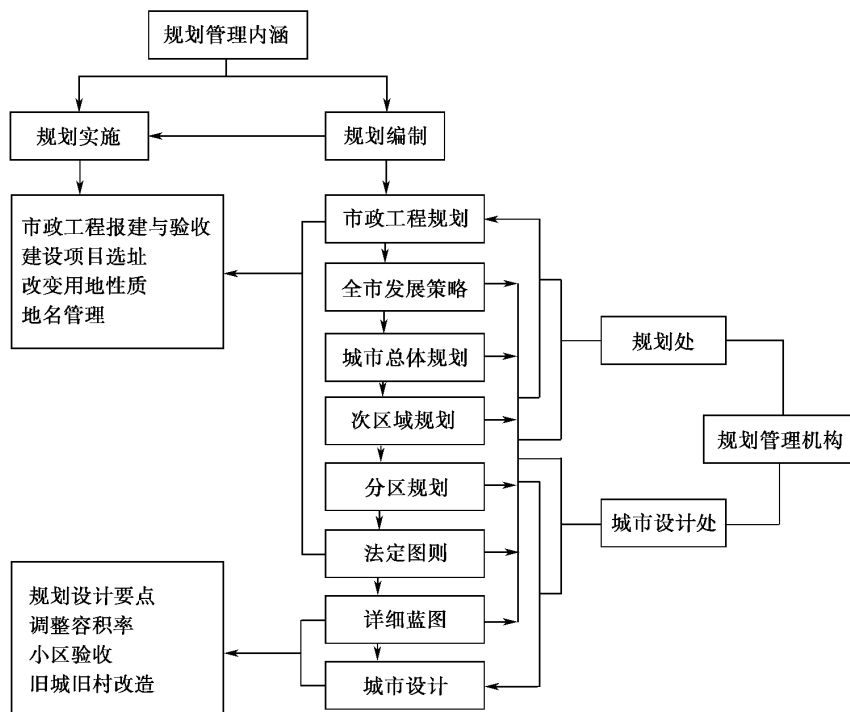 规划管理内涵
规划实施
规划编制
市政工程报建与验收
建设项目选址
改变用地性质
地名管理
市政工程规划
全市发展策略
城市总体规划
次区域规划
分区规划
法定图则
详细蓝图
城市设计
规划处
规划管理机构
城市设计处
规划设计要点
调整容积率
小区验收
旧城旧村改造